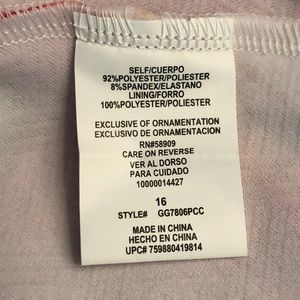 SELF/CUERPO
92%POLYESTER/POLIESTER
8%SPANDEX/ELASTANO
LINING/FORRO
100%POLYESTER/POLIESTER
EXCLUSIVE OF ORNAMENTATION
EXCLUSIVO DE ORNAMENTACION
RN#58909
CARE ON REVERSE
VER AL DORSO
PARA CUIDADO
10000014427
16
STYLE# GG7806PCC
MADE IN CHINA
HECHO EN CHINA
UPC# 759880419814